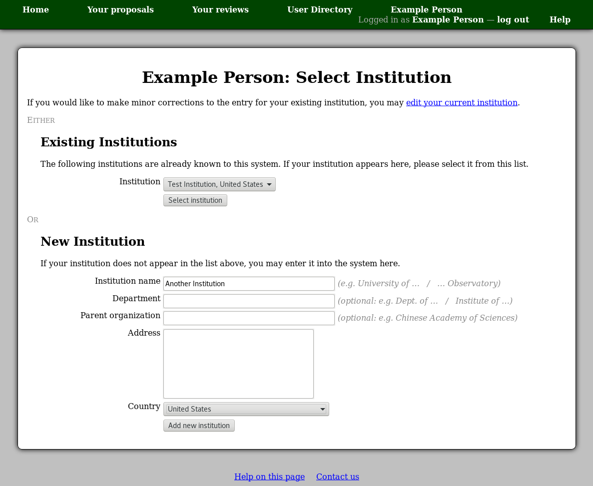 Home Your proposals Your reviews User Directory Example Person
Logged in as Example Person — log out Help
Example Person: Select Institution
If you would like to make minor corrections to the entry for your existing institution, you may edit your current institution.
Either
Existing Institutions
The following institutions are already known to this system. If your institution appears here, please select it from this list.
Institution Test Institution, United States
Select institution
Or
New Institution
If your institution does not appear in the list above, you may enter it into the system here.
Institution name Another Institution (e.g. University of … / … Observatory)
Department (optional: e.g. Dept. of … / Institute of …)
Parent organization (optional: e.g. Chinese Academy of Sciences)
Address
Country United States
Add new institution
Help on this page Contact us